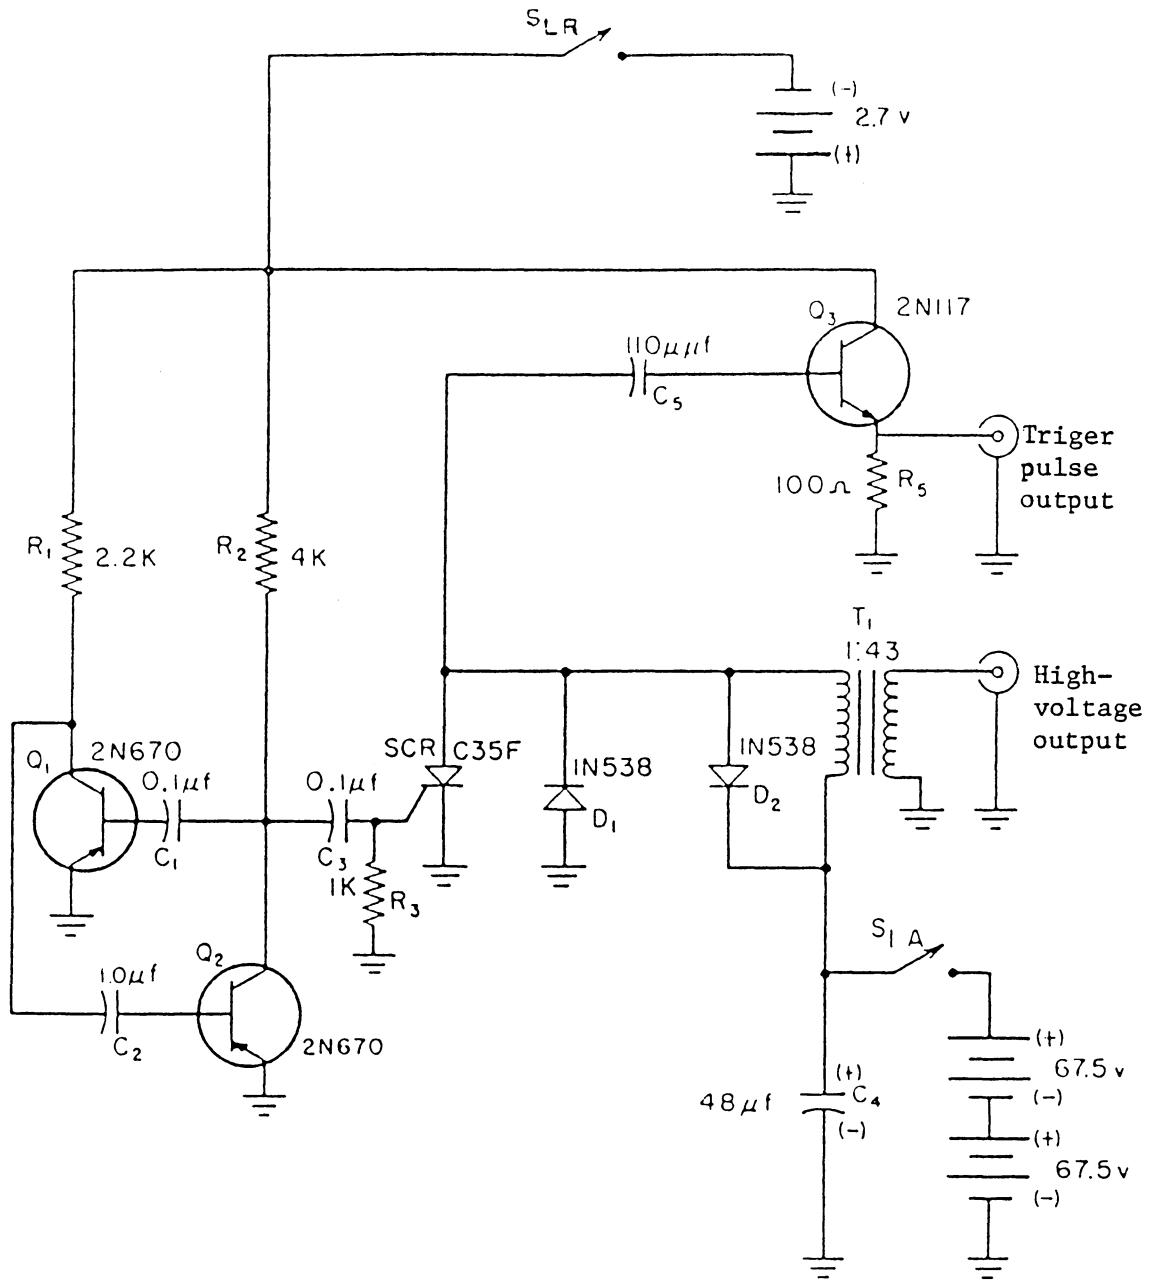 S₁ R
(-)
2.7 v
(+)
Q₃
2N117
110μμf
C₅
Triger
pulse
output
100Ω
R₅
R₁
2.2K
R₂
4K
T₁
1:43
High-
voltage
output
Q₁
2N670
0.1μf
C₁
0.1μf
C₃
SCR C35F
1N538
D₁
1N538
D₂
1K
R₃
Q₂
1.0μf
C₂
2N670
S₁ A
(+)
67.5 v
(-)
(+)
67.5 v
(-)
48μf
(+)
C₄
(-)